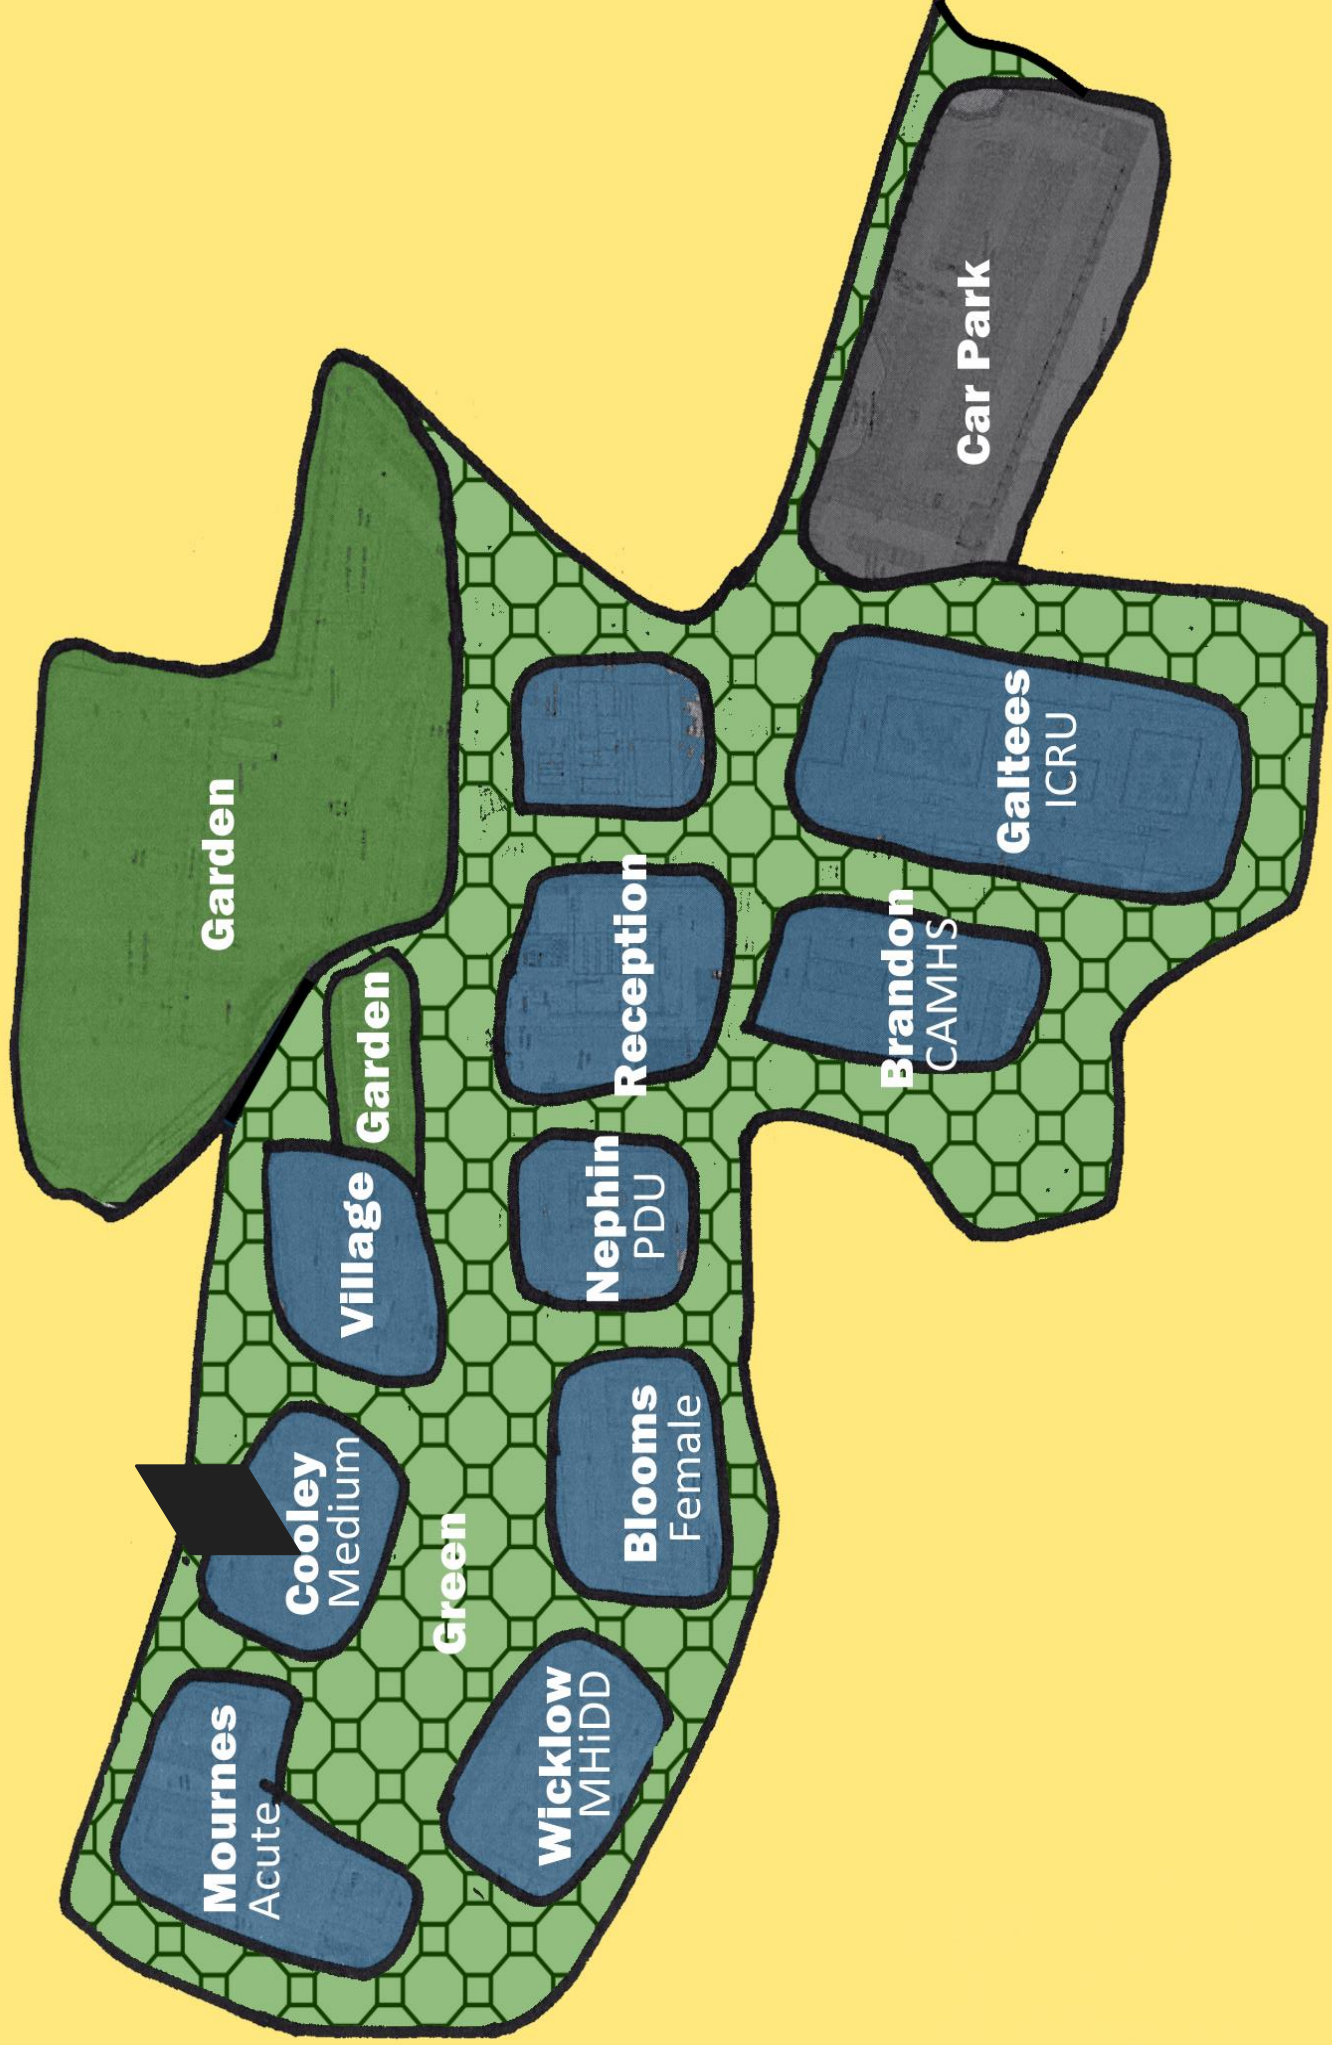 Mournes
Acute
Cooley
Medium
Village
Garden
Garden
Green
Wicklow
MHiDD
Blooms
Female
Nephin
PDU
Reception
Brandon
CAMHS
Galtees
ICRU
Car Park